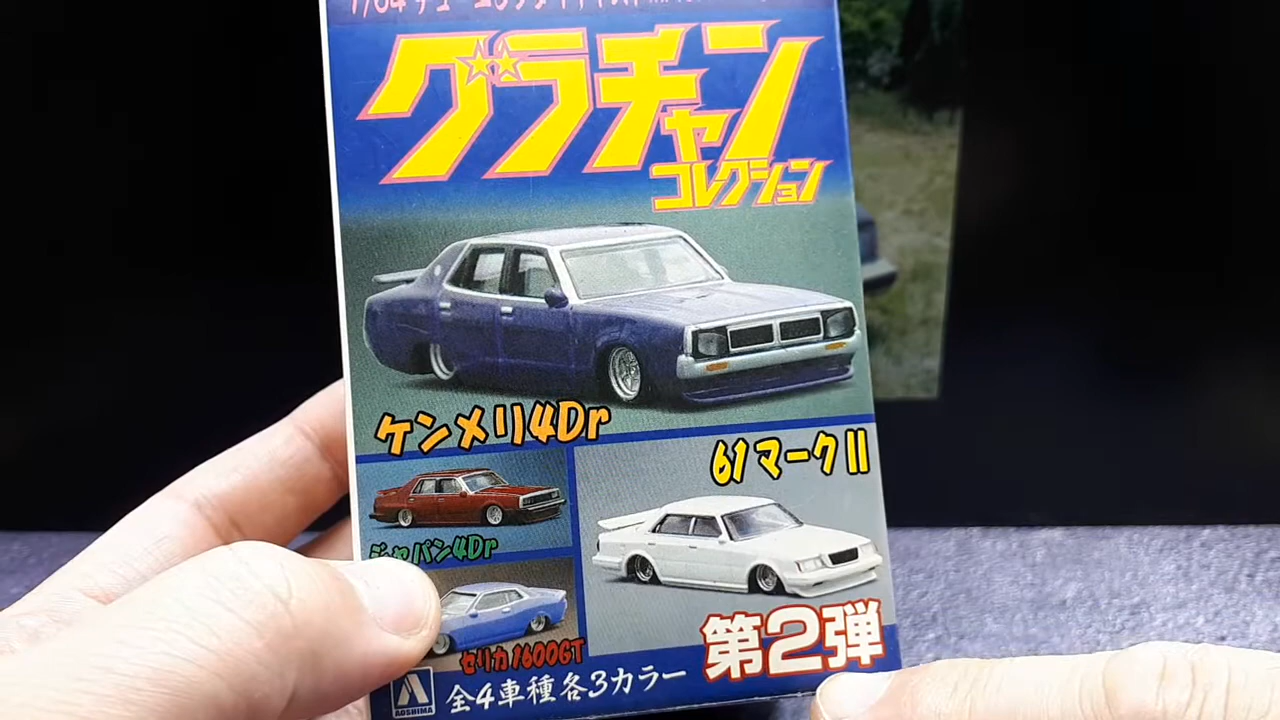 グラチャン
コレクション
ケンメリ4Dr
61マークII
ジャパン4Dr
セリカ1600GT
第2弾
AOSHIMA
全4車種各3カラー